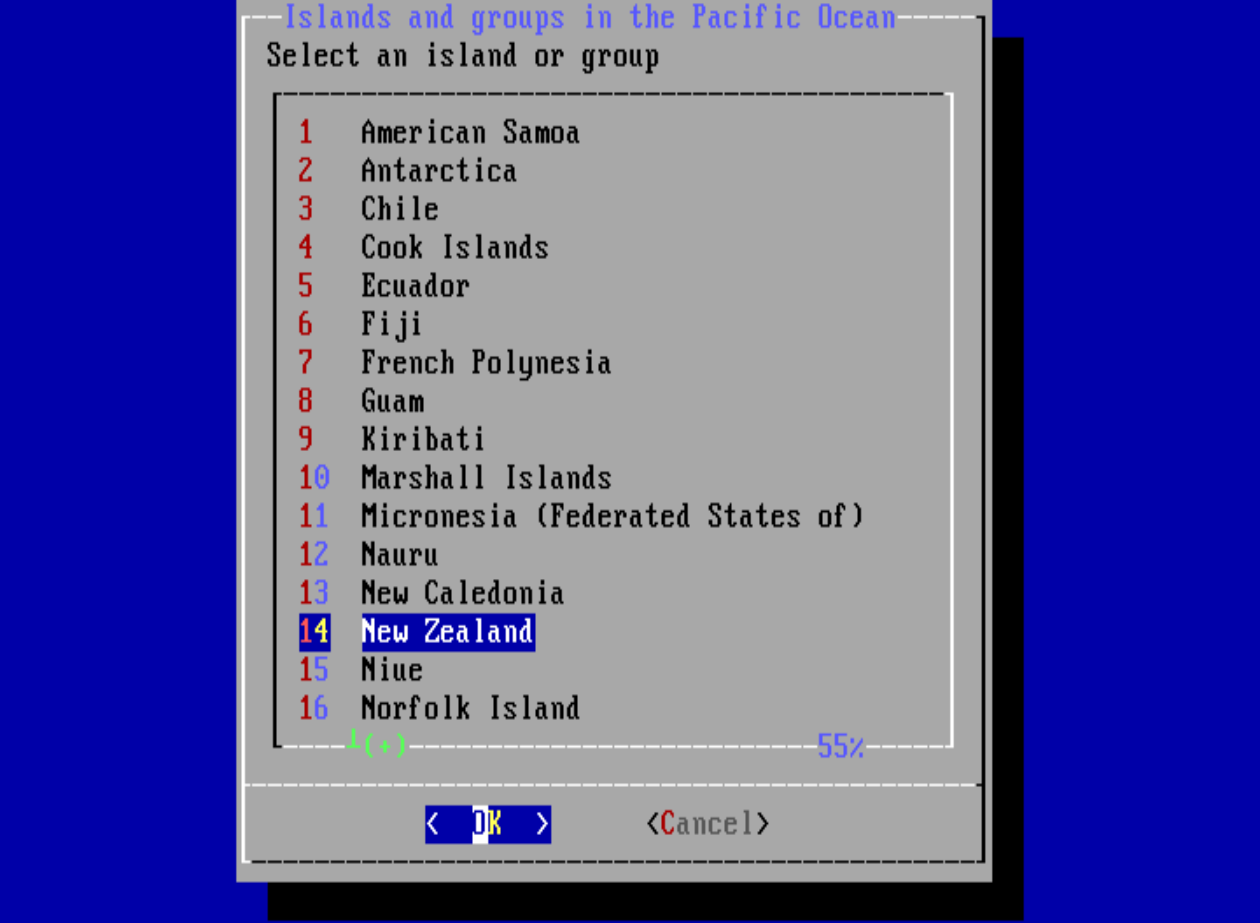 Islands and groups in the Pacific Ocean
Select an island or group
1 American Samoa
2 Antarctica
3 Chile
4 Cook Islands
5 Ecuador
6 Fiji
7 French Polynesia
8 Guam
9 Kiribati
10 Marshall Islands
11 Micronesia (Federated States of)
12 Nauru
13 New Caledonia
14 New Zealand
15 Niue
16 Norfolk Island
┴(+) 55%
< OK > <Cancel>